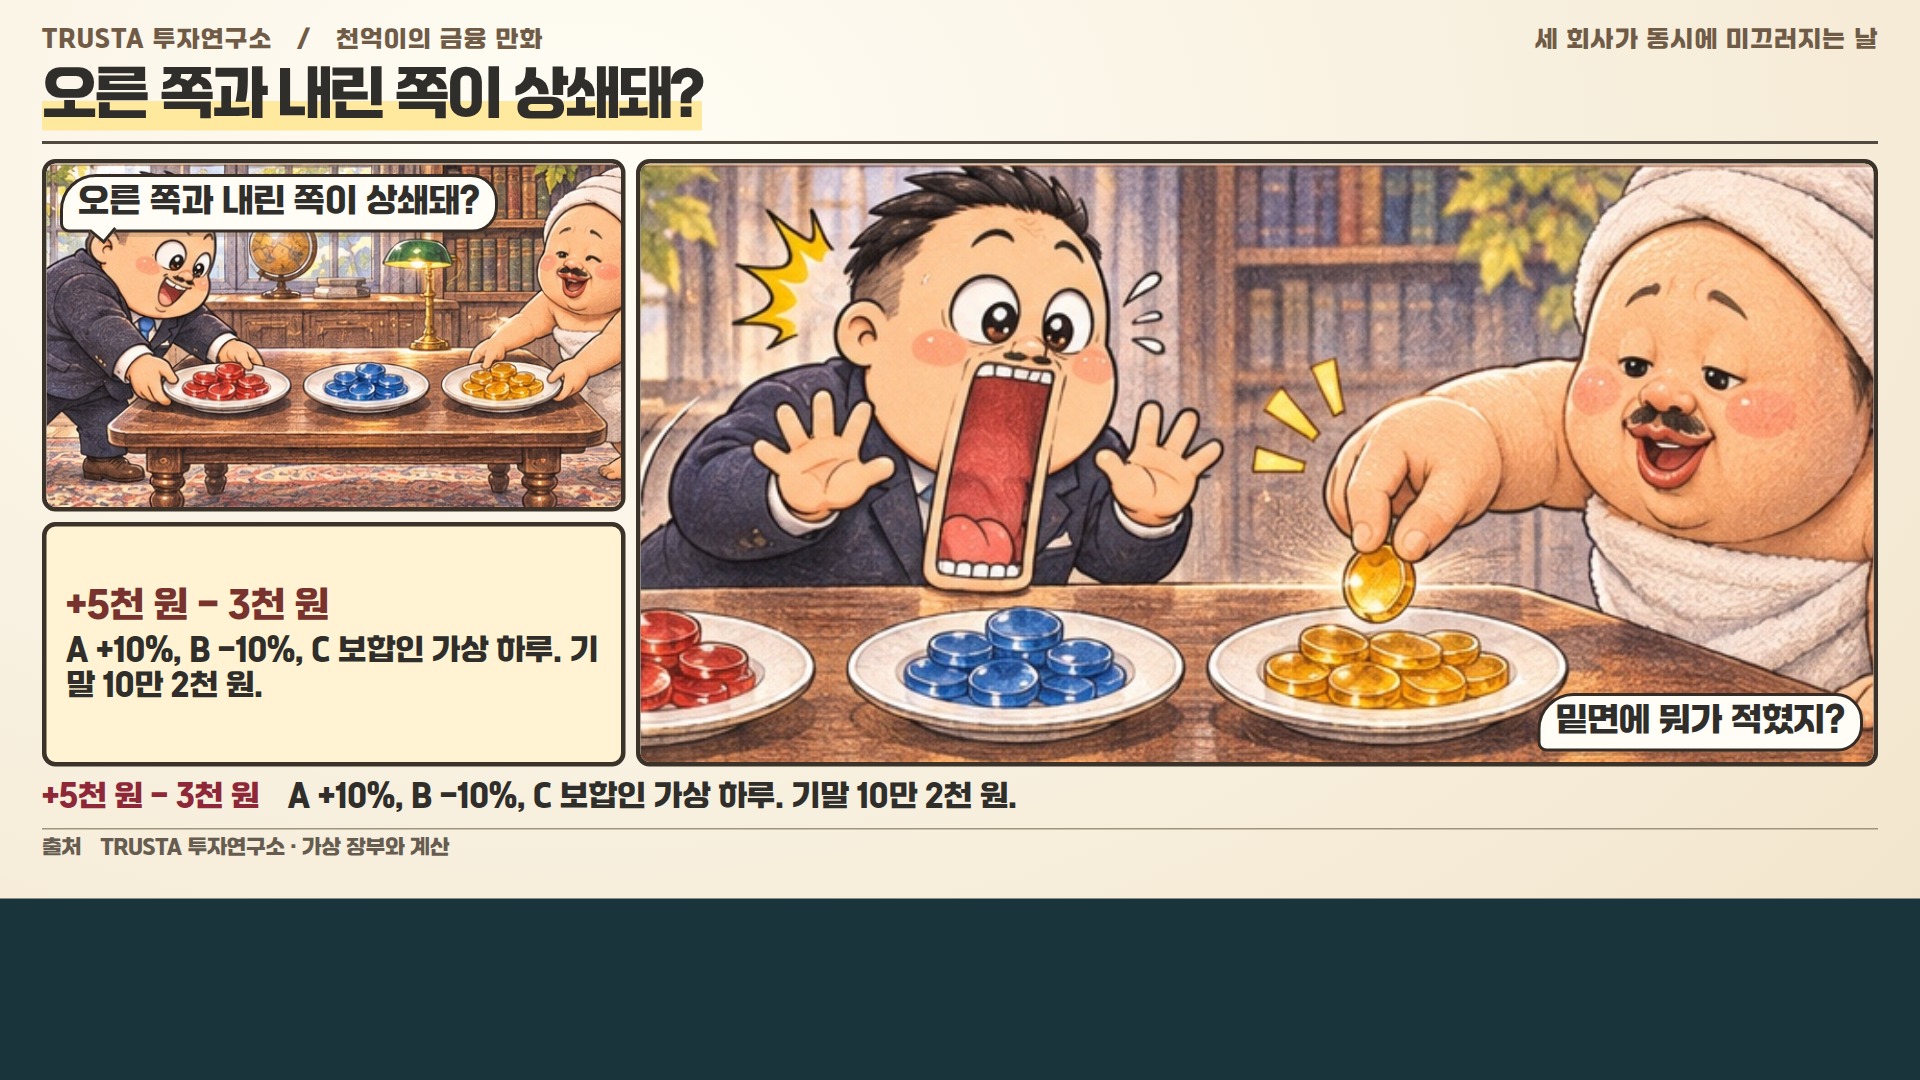 TRUSTA 투자연구소 / 천억이의 금융 만화
세 회사가 동시에 미끄러지는 날
오른 쪽과 내린 쪽이 상쇄돼?
오른 쪽과 내린 쪽이 상쇄돼?
밑면에 뭐가 적혔지?
+5천 원 − 3천 원
A +10%, B −10%, C 보합인 가상 하루. 기
말 10만 2천 원.
+5천 원 − 3천 원 A +10%, B −10%, C 보합인 가상 하루. 기말 10만 2천 원.
출처 TRUSTA 투자연구소 · 가상 장부와 계산